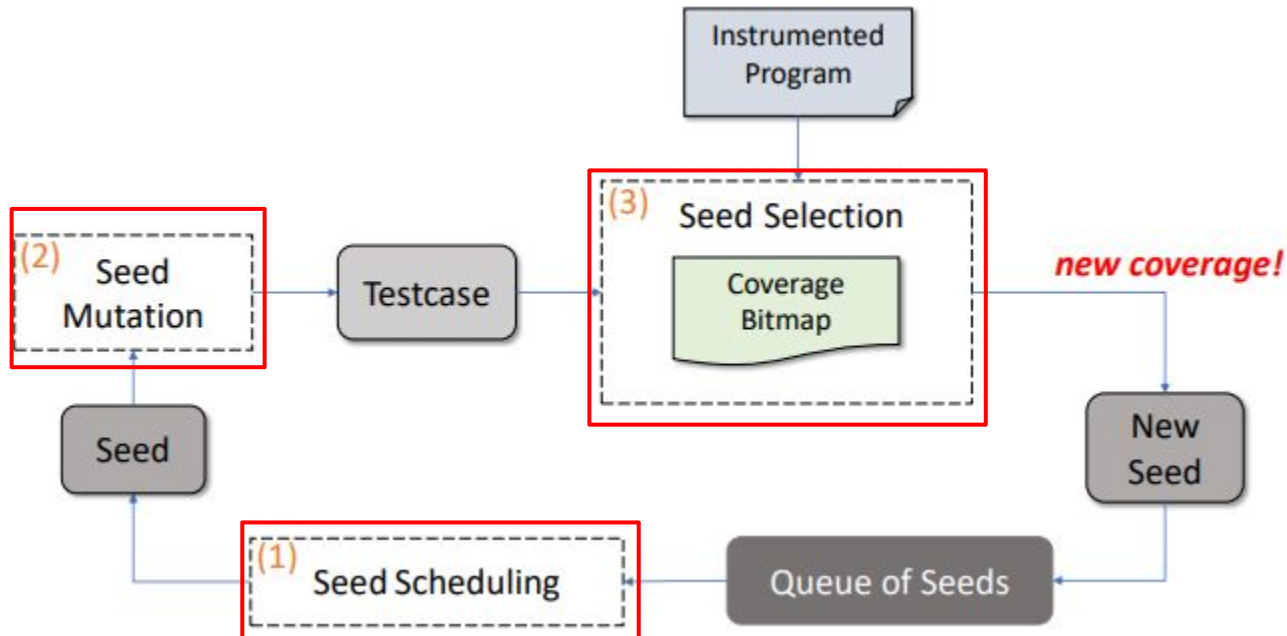 Instrumented
Program
(3)
Seed Selection
Coverage
Bitmap
new coverage!
(2)
Seed
Mutation
Testcase
Seed
New
Seed
(1)
Seed Scheduling
Queue of Seeds